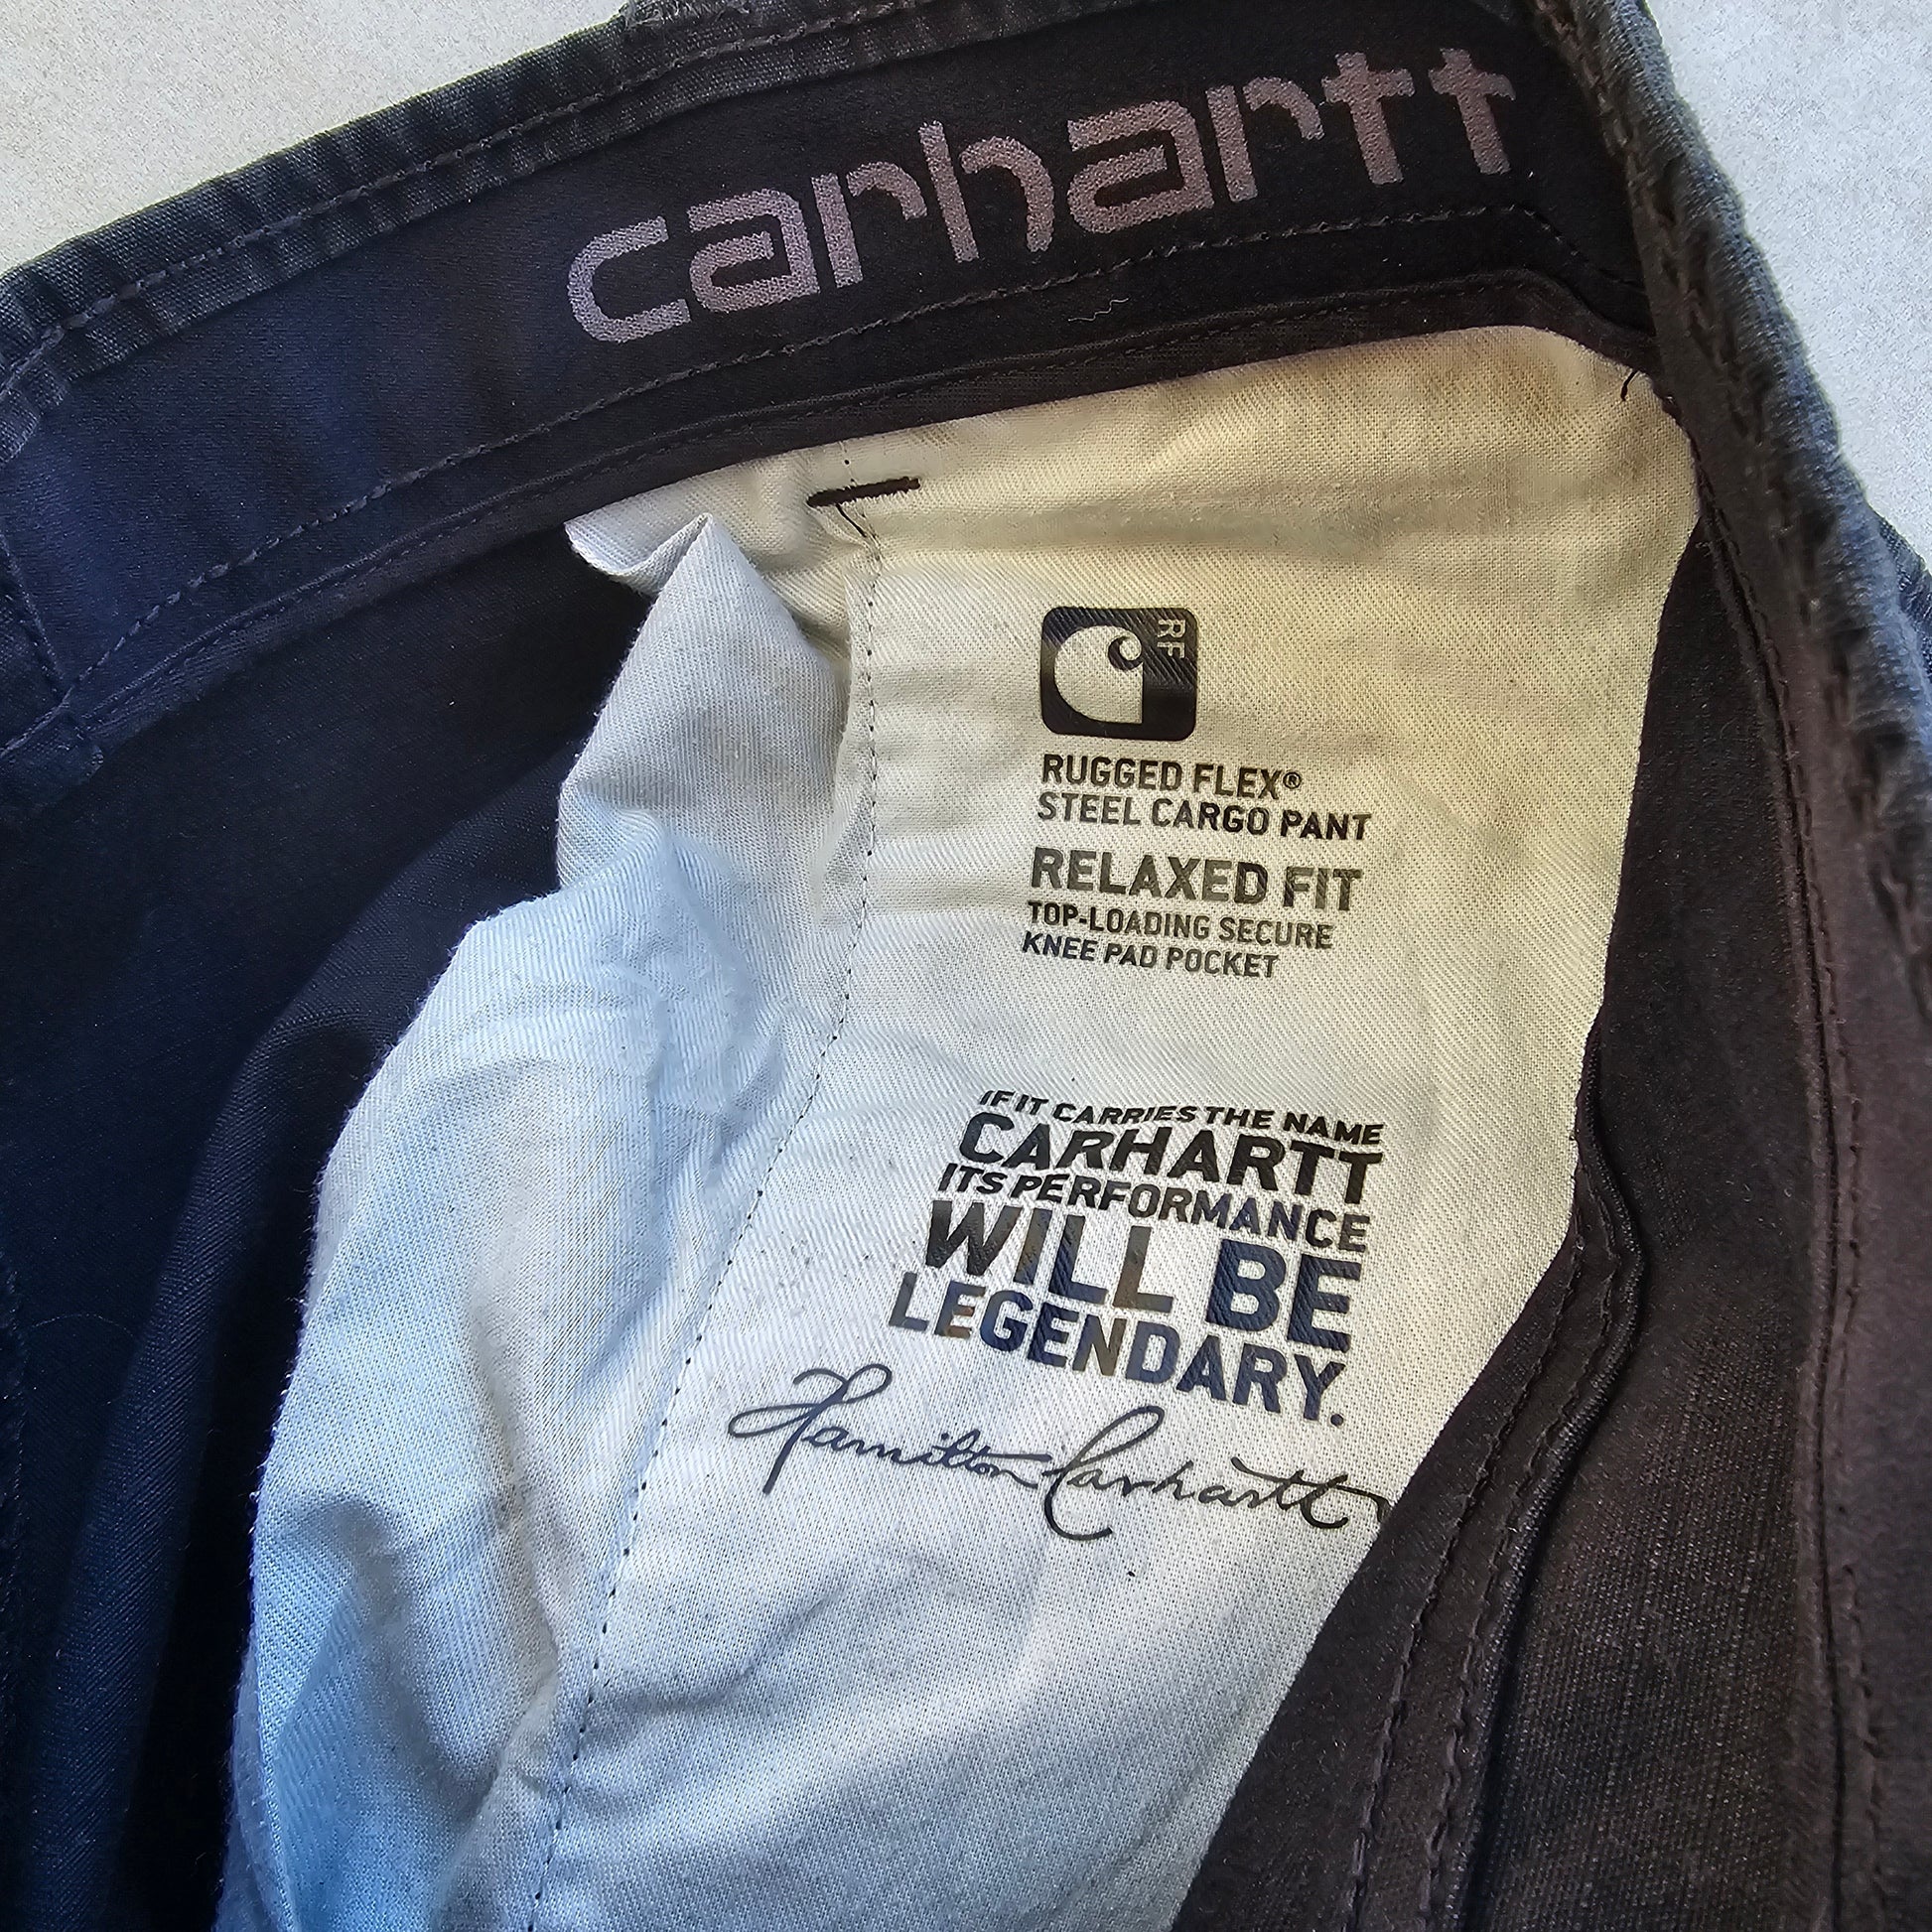 carhartt
RF
RUGGED FLEX®
STEEL CARGO PANT
RELAXED FIT
TOP-LOADING SECURE
KNEE PAD POCKET
IF IT CARRIES THE NAME
CARHARTT
ITS PERFORMANCE
WILL BE
LEGENDARY.
Hamilton Carhartt